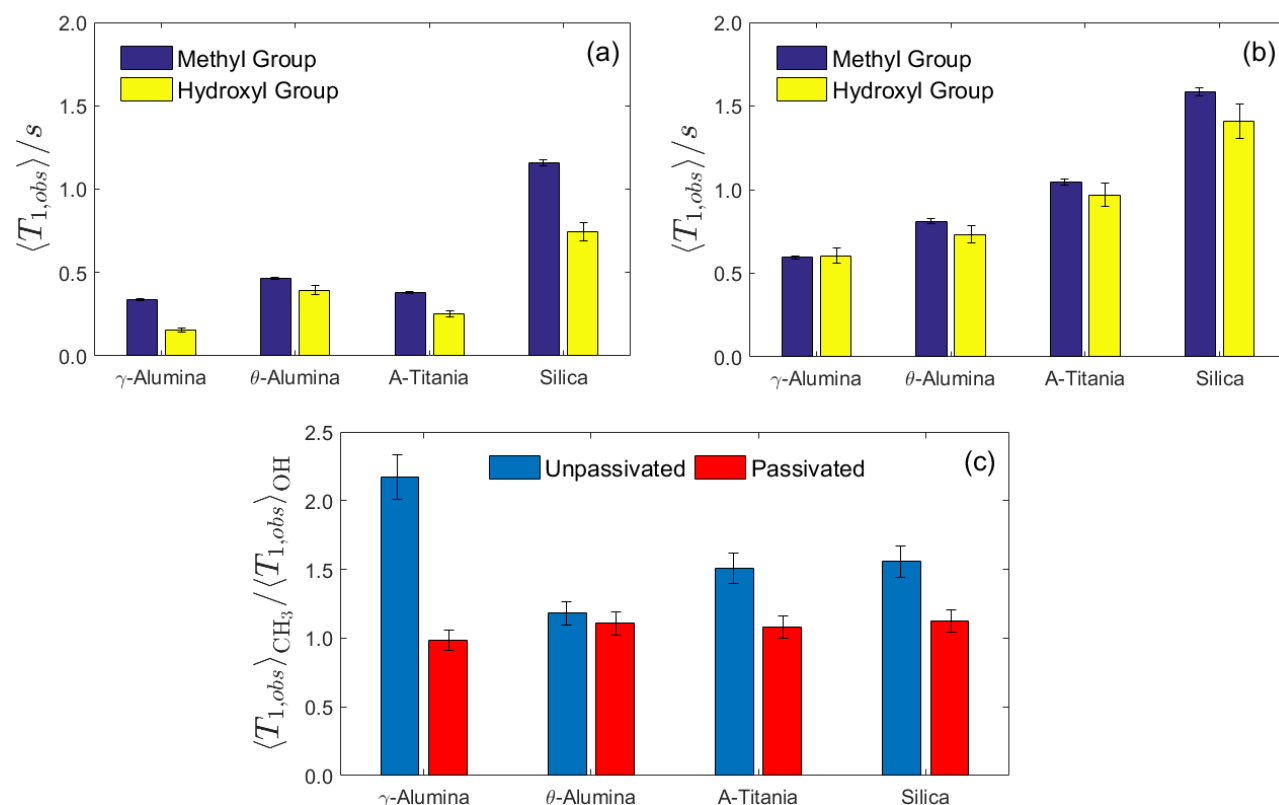 (a)
Methyl Group
Hydroxyl Group
2.0
1.5
1.0
0.5
0.0
⟨T1,obs⟩/s
γ-Alumina θ-Alumina A-Titania Silica
(b)
Methyl Group
Hydroxyl Group
2.0
1.5
1.0
0.5
0.0
⟨T1,obs⟩/s
γ-Alumina θ-Alumina A-Titania Silica
(c)
Unpassivated Passivated
2.5
2.0
1.5
1.0
0.5
0.0
⟨T1,obs⟩CH3/⟨T1,obs⟩OH
γ-Alumina θ-Alumina A-Titania Silica